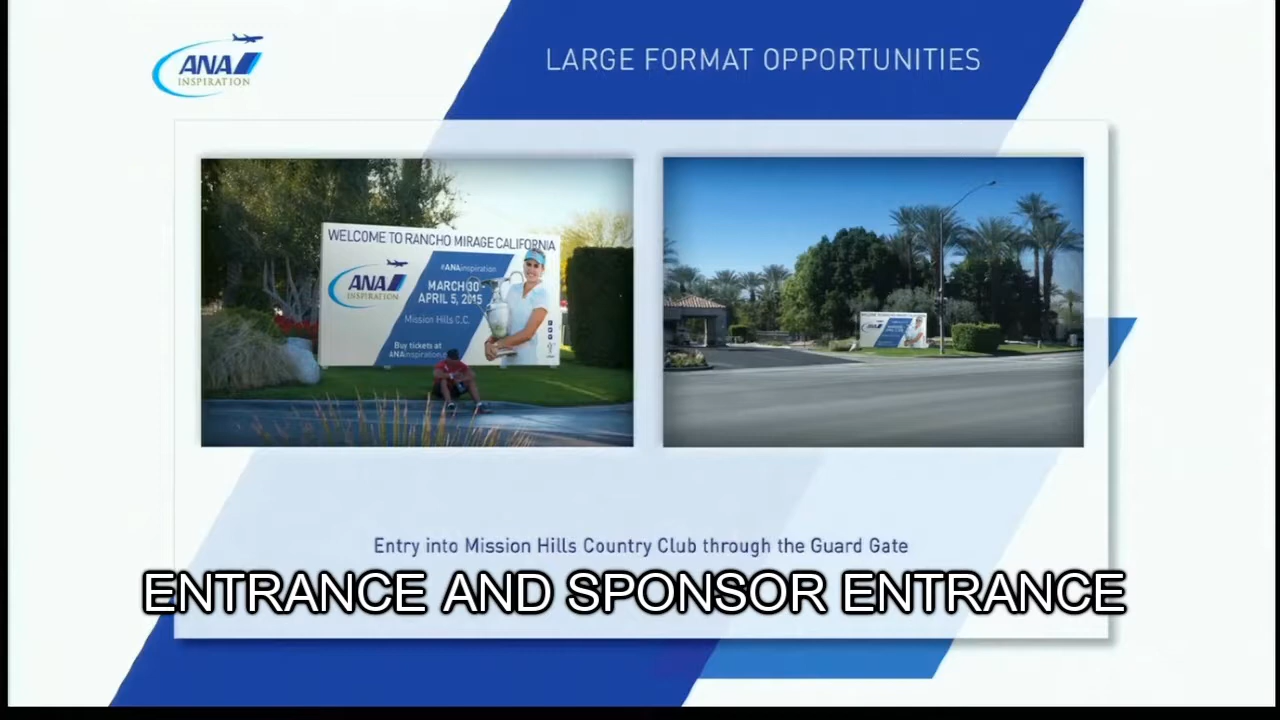 ANA
INSPIRATION
LARGE FORMAT OPPORTUNITIES
WELCOME TO RANCHO MIRAGE CALIFORNIA
ANA
INSPIRATION
#ANAinspiration
MARCH 30
APRIL 5, 2015
Mission Hills C.C.
Buy tickets at
ANA
Entry into Mission Hills Country Club through the Guard Gate
ENTRANCE AND SPONSOR ENTRANCE